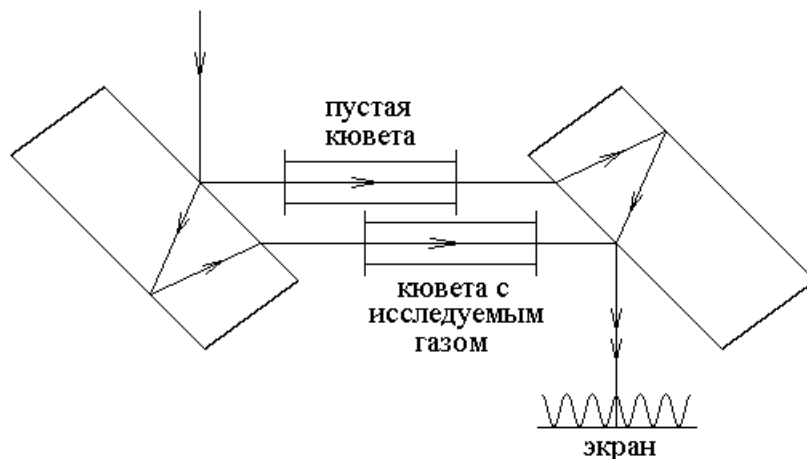 пустая
кювета
кювета с
исследуемым
газом
экран